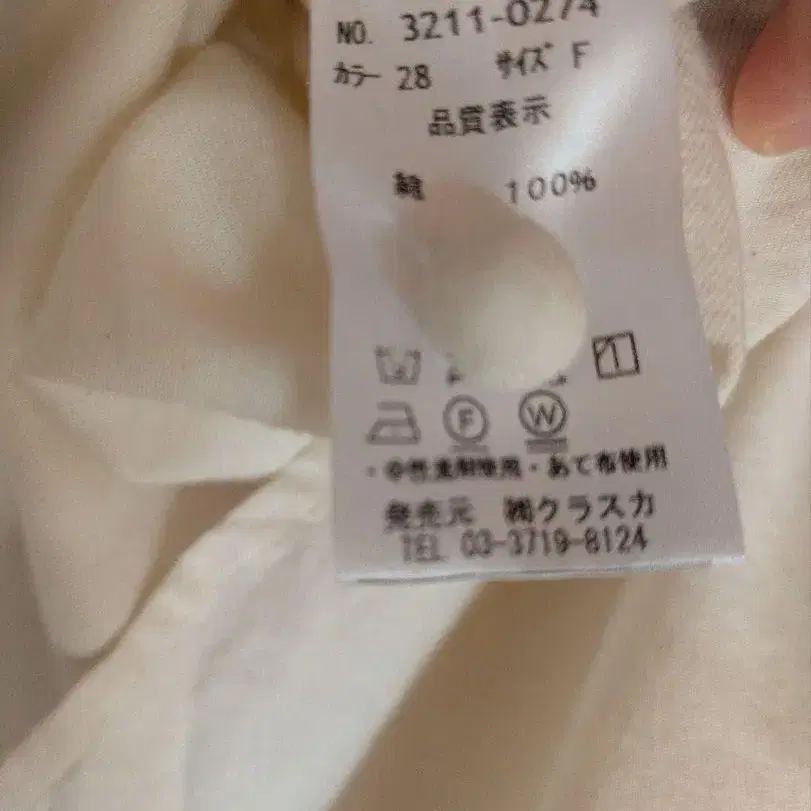 NO. 3211-0274
カラー 28 サイズ F
品質表示
綿 100%
F W
・中性洗剤使用・あて布使用
発売元 ㈱クラスカ
TEL 03-3719-8124